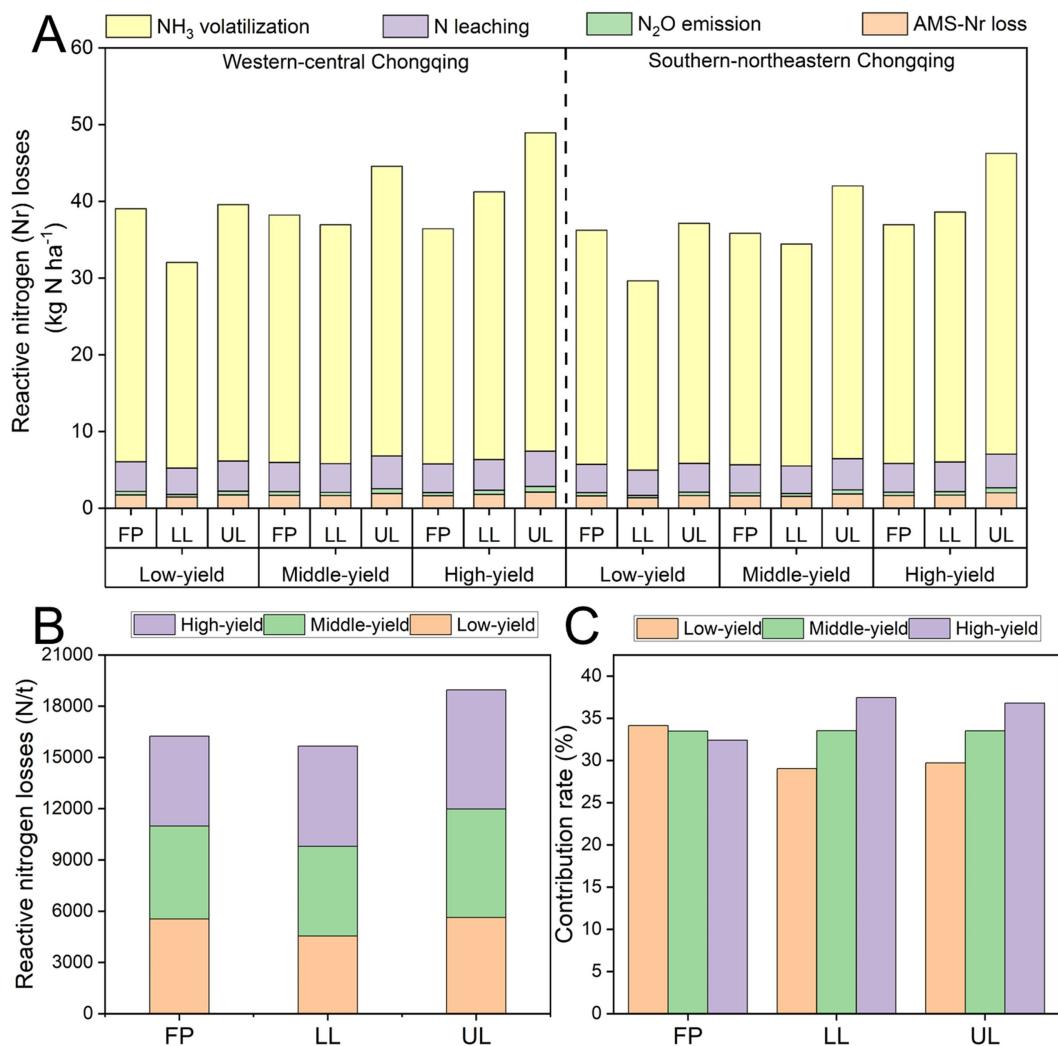 A
NH₃ volatilization N leaching N₂O emission AMS-Nr loss
Western-central Chongqing Southern-northeastern Chongqing
Reactive nitrogen (Nr) losses
(kg N ha⁻¹)
60
50
40
30
20
10
0
FP LL UL FP LL UL FP LL UL FP LL UL FP LL UL FP LL UL
Low-yield Middle-yield High-yield Low-yield Middle-yield High-yield
B
High-yield Middle-yield Low-yield
Reactive nitrogen losses (N/t)
21000
18000
15000
12000
9000
6000
3000
0
FP LL UL
C
Low-yield Middle-yield High-yield
Contribution rate (%)
40
35
30
25
20
15
10
5
0
FP LL UL